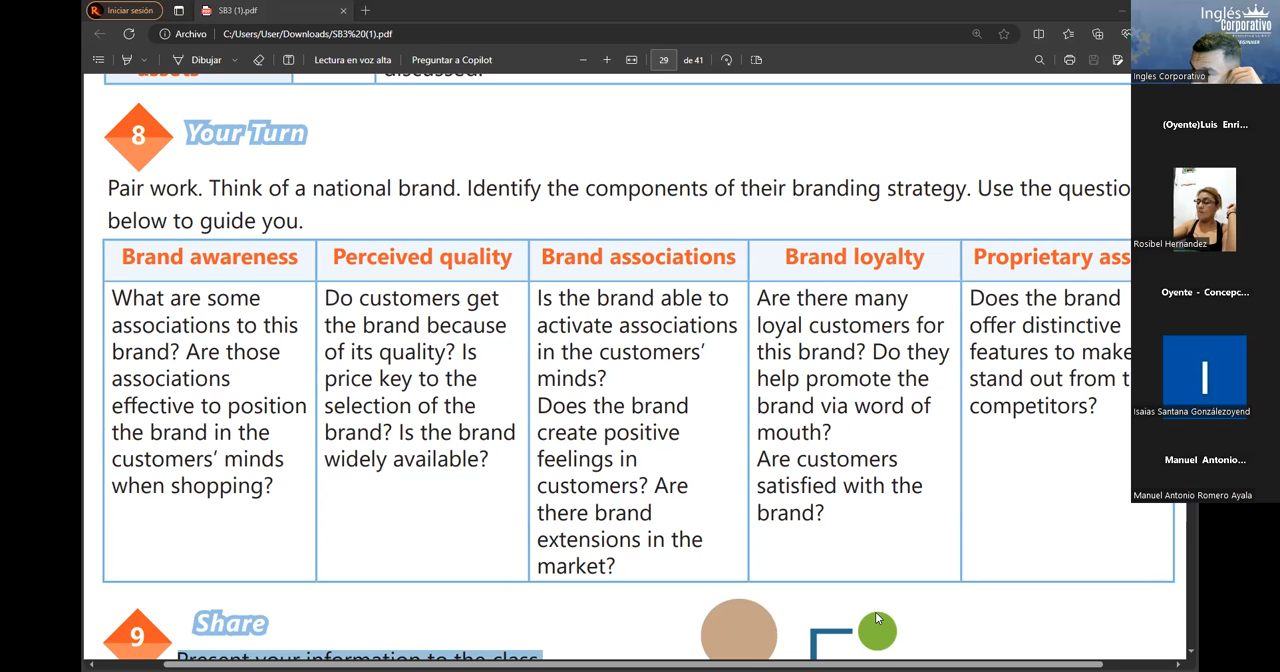 Iniciar sesión
SB3 (1).pdf
Archivo
C:/Users/User/Downloads/SB3%20(1).pdf
Dibujar
Lectura en voz alta
Preguntar a Copilot
29
de 41
assets
discussed.
8
Your Turn
Pair work. Think of a national brand. Identify the components of their branding strategy. Use the questio
below to guide you.
Brand awareness
What are some
associations to this
brand? Are those
associations
effective to position
the brand in the
customers' minds
when shopping?
Perceived quality
Do customers get
the brand because
of its quality? Is
price key to the
selection of the
brand? Is the brand
widely available?
Brand associations
Is the brand able to
activate associations
in the customers'
minds?
Does the brand
create positive
feelings in
customers? Are
there brand
extensions in the
market?
Brand loyalty
Are there many
loyal customers for
this brand? Do they
help promote the
brand via word of
mouth?
Are customers
satisfied with the
brand?
Proprietary ass
Does the brand
offer distinctive
features to make
stand out from t
competitors?
9
Share
Present your information to the class
Inglés
Corporativo
Ingles Corporativo
(Oyente)Luis Enri...
Rosibel Hernandez
Oyente - Concepc...
I
Isaias Santana Gonzálezoyend
Manuel Antonio...
Manuel Antonio Romero Ayala